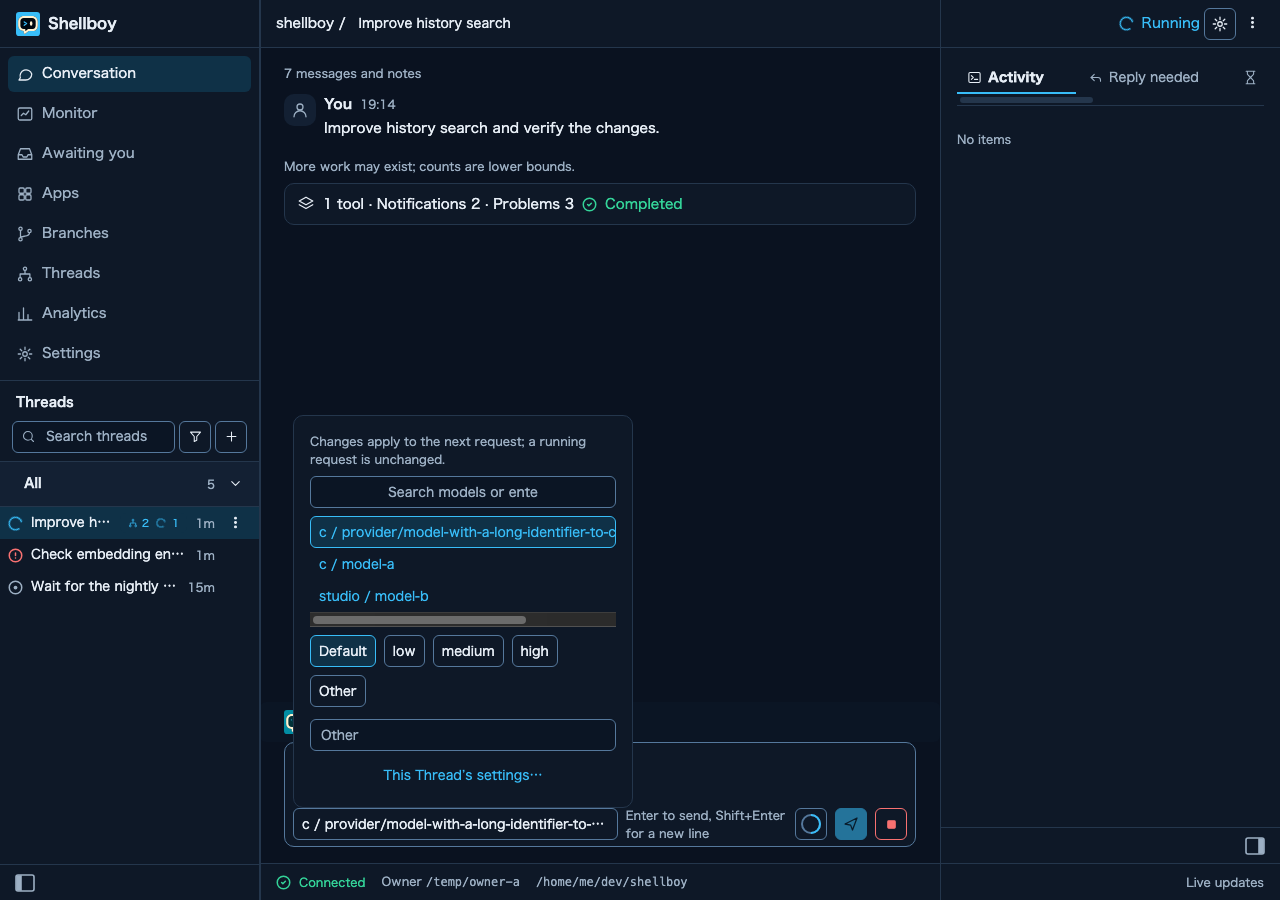 Shellboy
shellboy / Improve history search
Running
Conversation
Monitor
Awaiting you
Apps
Branches
Threads
Analytics
Settings
Threads
Search threads
All 5
Improve h… 2 1 1m
Check embedding en… 1m
Wait for the nightly … 15m
7 messages and notes
You 19:14
Improve history search and verify the changes.
More work may exist; counts are lower bounds.
1 tool · Notifications 2 · Problems 3 Completed
Changes apply to the next request; a running
request is unchanged.
Search models or ente
c / provider/model-with-a-long-identifier-to-c
c / model-a
studio / model-b
Default low medium high
Other
Other
This Thread's settings…
c / provider/model-with-a-long-identifier-to-…
Enter to send, Shift+Enter
for a new line
Activity
Reply needed
No items
Connected Owner /temp/owner-a /home/me/dev/shellboy
Live updates